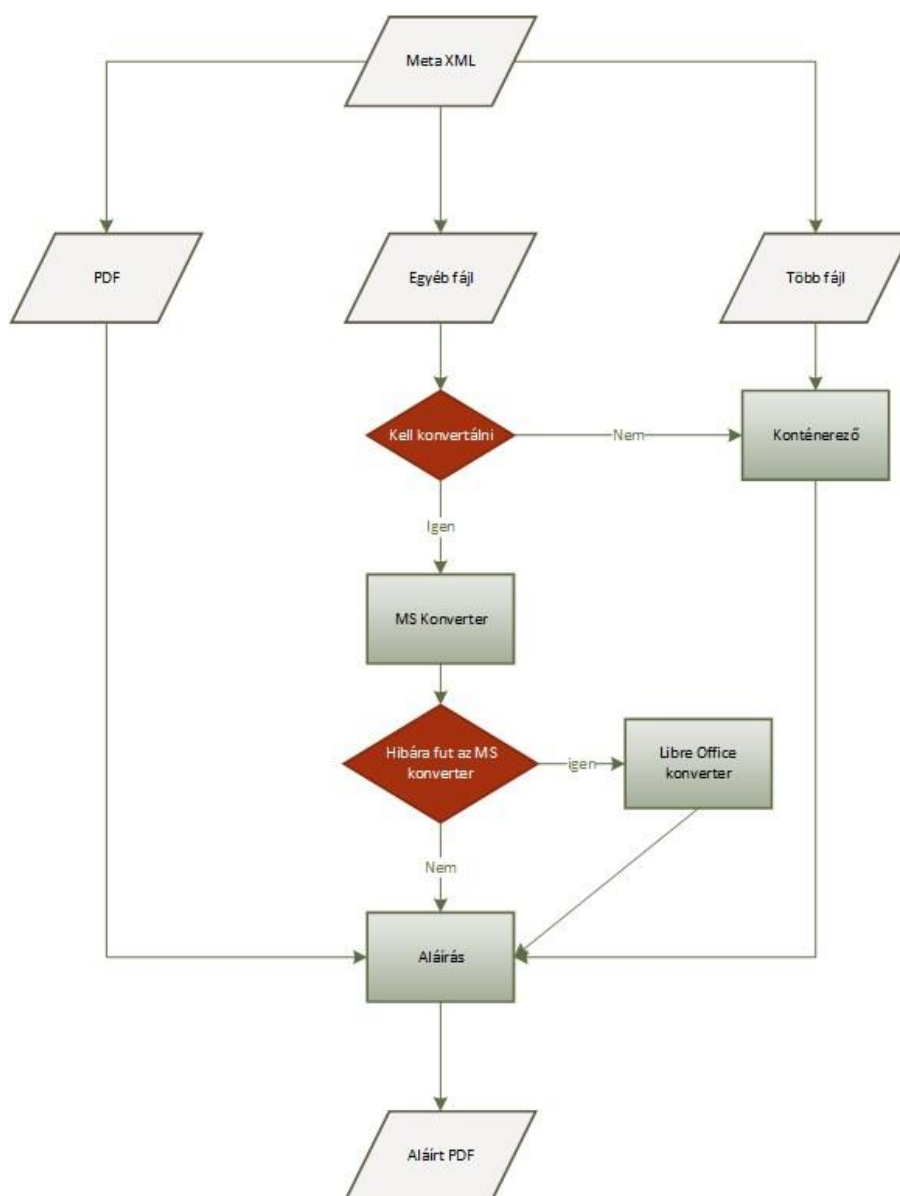 Meta XML
PDF
Egyéb fájl
Több fájl
Kell konvertálni
Nem
Konténerező
Igen
MS Konverter
Hibára fut az MS
konverter
igen
Libre Office
konverter
Nem
Aláírás
Aláírt PDF